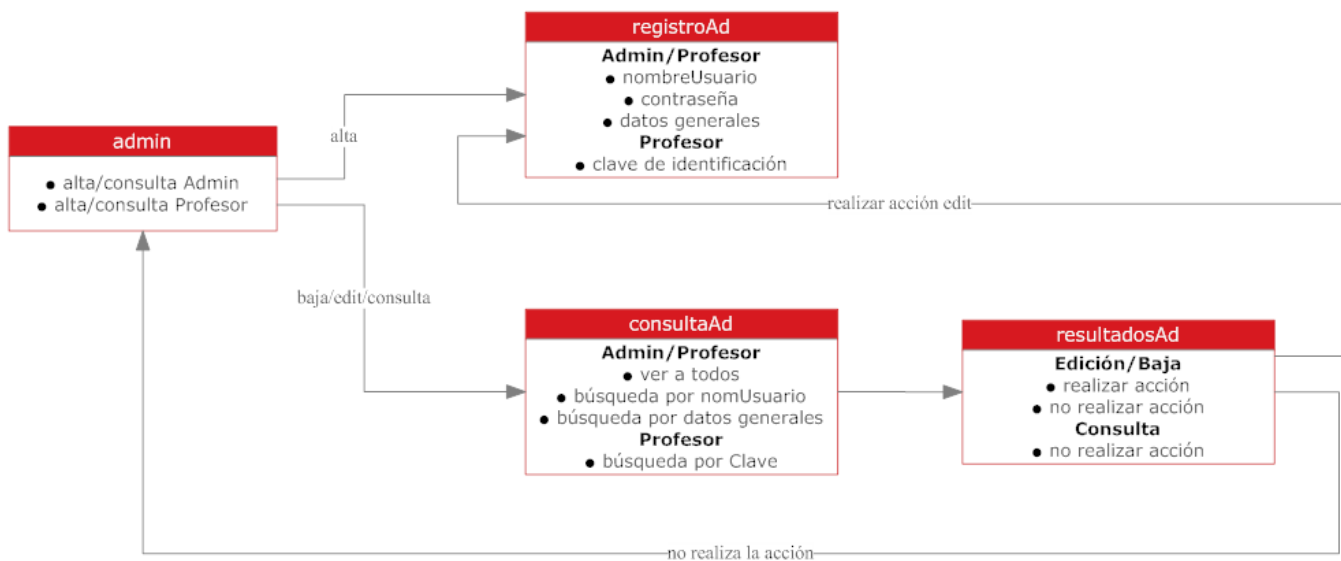 registroAd
Admin/Profesor
● nombreUsuario
● contraseña
● datos generales
Profesor
● clave de identificación
alta
admin
● alta/consulta Admin
● alta/consulta Profesor
realizar acción edit
baja/edit/consulta
consultaAd
Admin/Profesor
● ver a todos
● búsqueda por nomUsuario
● búsqueda por datos generales
Profesor
● búsqueda por Clave
resultadosAd
Edición/Baja
● realizar acción
● no realizar acción
Consulta
● no realizar acción
no realiza la acción